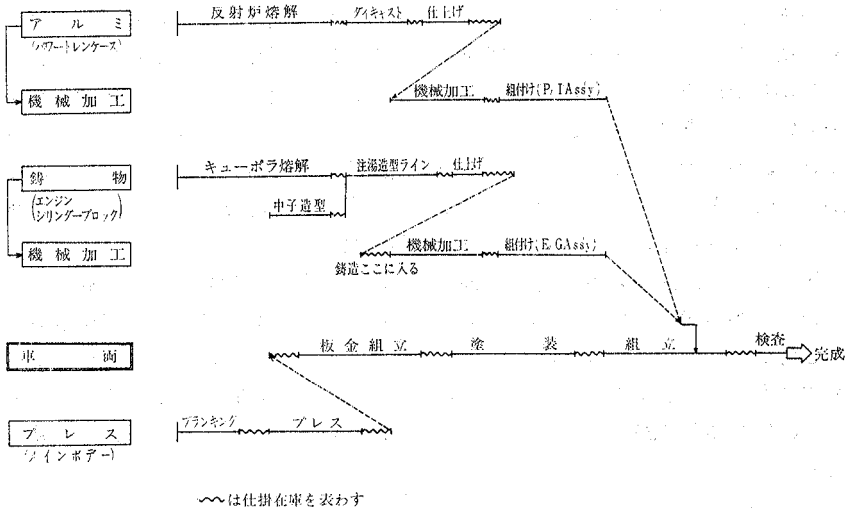 アルミ
(パワートレンケース)
反射炉熔解 ダイキャスト 仕上げ
機械加工
機械加工 組付け(P/TAssy)
鋳物
(エンジンシリンダーブロック)
キューポラ熔解 注湯造型ライン 仕上げ
中子造型
機械加工
機械加工 組付け(E/GAssy)
鋳造ここに入る
車両
板金組立 塗装 組立 検査
完成
プレス
(メインボデー)
ブランキング プレス
は仕掛在庫を表わす